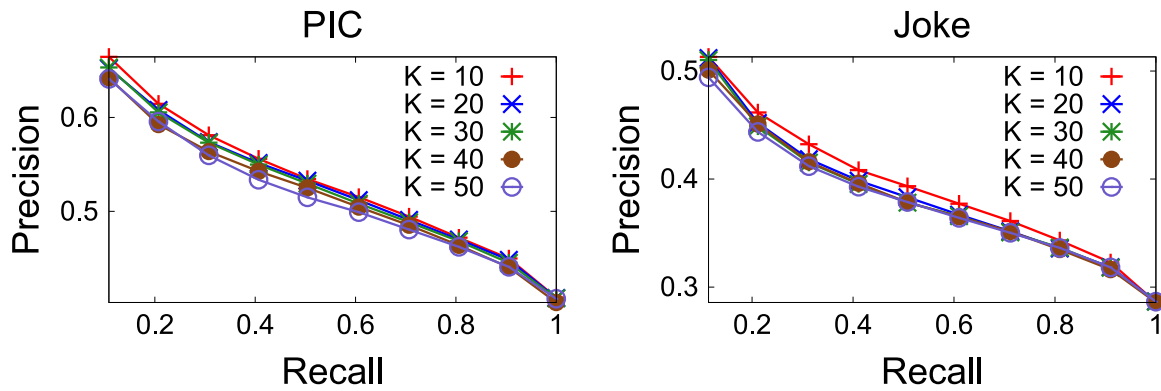 PIC
Precision
0.6
0.5
K = 10
K = 20
K = 30
K = 40
K = 50
0.2 0.4 0.6 0.8 1
Recall
Joke
Precision
0.5
0.4
0.3
K = 10
K = 20
K = 30
K = 40
K = 50
0.2 0.4 0.6 0.8 1
Recall